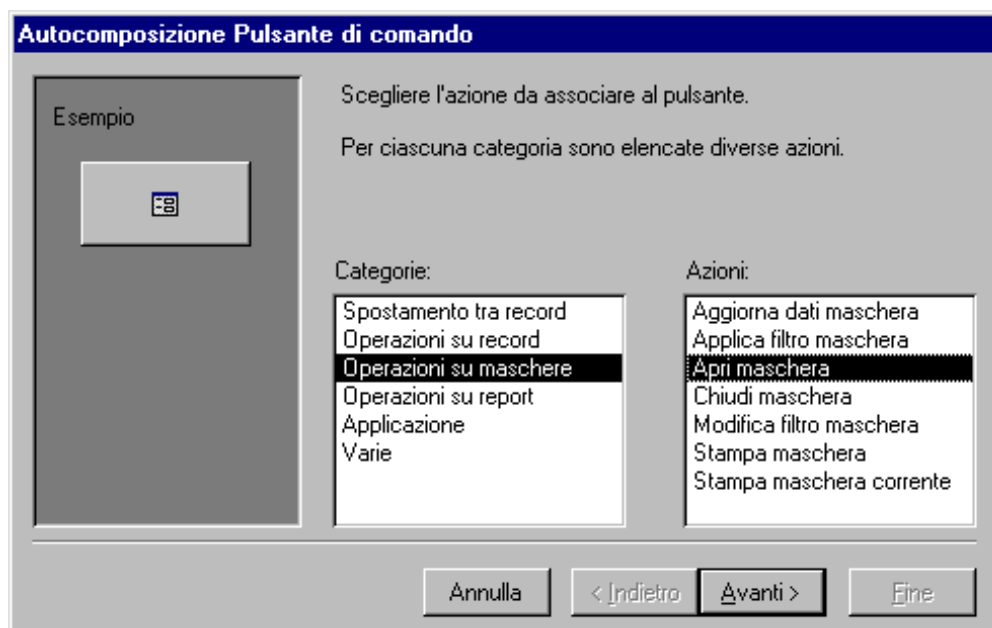 Autocomposizione Pulsante di comando
Esempio
Scegliere l'azione da associare al pulsante.
Per ciascuna categoria sono elencate diverse azioni.
Categorie:
Spostamento tra record
Operazioni su record
Operazioni su maschere
Operazioni su report
Applicazione
Varie
Azioni:
Aggiorna dati maschera
Applica filtro maschera
Apri maschera
Chiudi maschera
Modifica filtro maschera
Stampa maschera
Stampa maschera corrente
Annulla
< Indietro
Avanti >
Fine